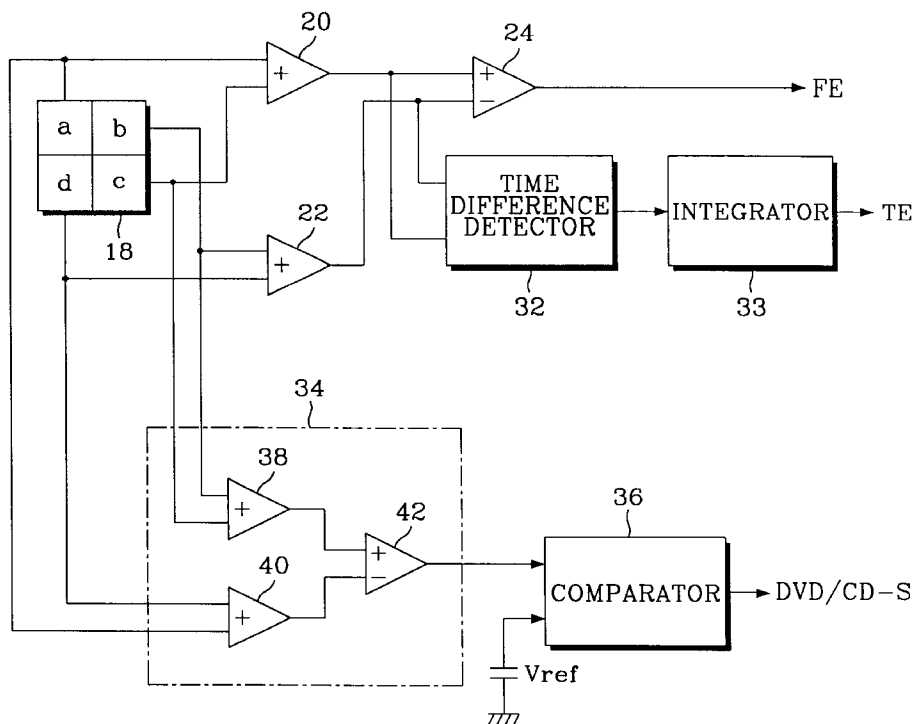 20
24
+
+
−
FE
a b
d c
18
22
+
TIME
DIFFERENCE
DETECTOR
32
INTEGRATOR
33
TE
34
38
+
42
+
−
40
+
36
COMPARATOR
DVD/CD-S
Vref